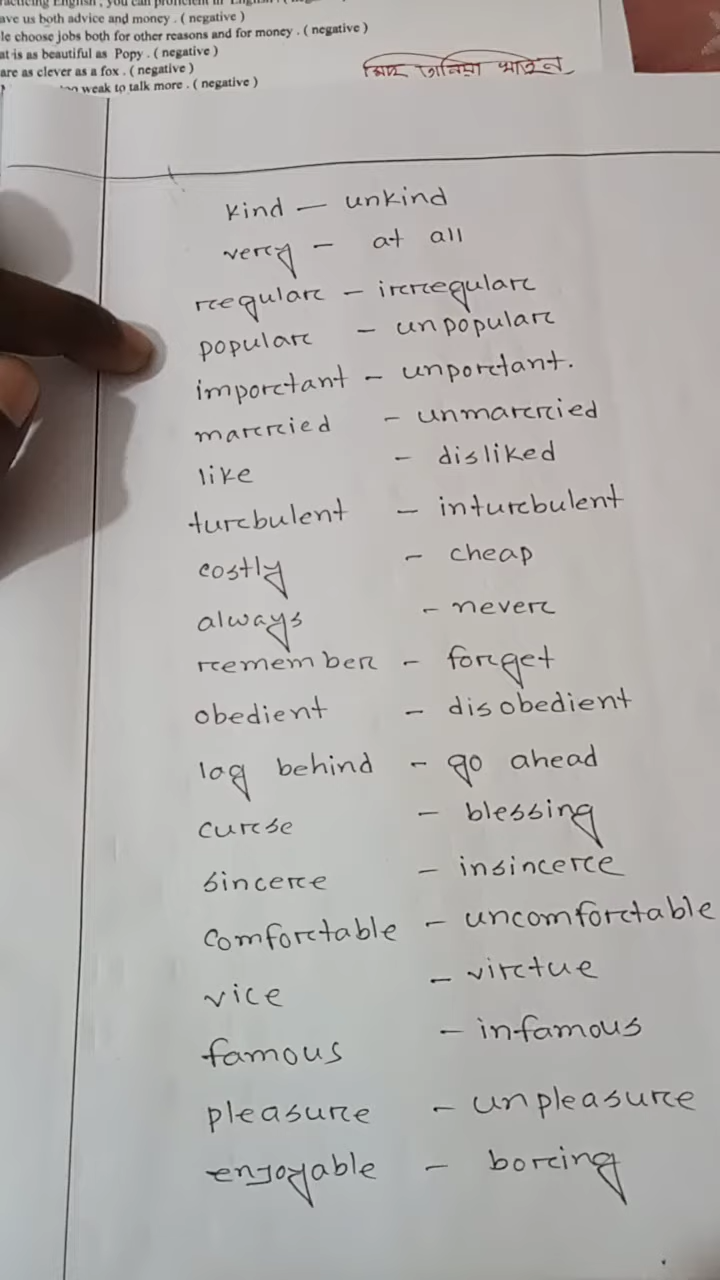 ave us both advice and money . ( negative )
le choose jobs both for other reasons and for money . ( negative )
at is as beautiful as Popy . ( negative )
are as clever as a fox . ( negative )
weak to talk more . ( negative )
kind — unkind
very – at all
regular – irregular
popular – unpopular
important – unportant.
married – unmarried
like – disliked
turbulent – inturbulent
costly – cheap
always – never
remember – forget
obedient – disobedient
lag behind – go ahead
curse – blessing
sincere – insincere
comfortable – uncomfortable
vice – virtue
famous – infamous
pleasure – unpleasure
enjoyable – boring